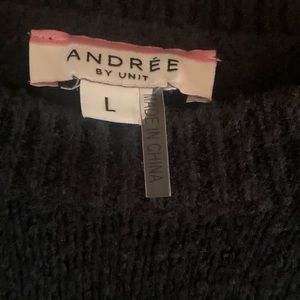 ANDRÉE
BY UNIT
L
MADE IN CHINA